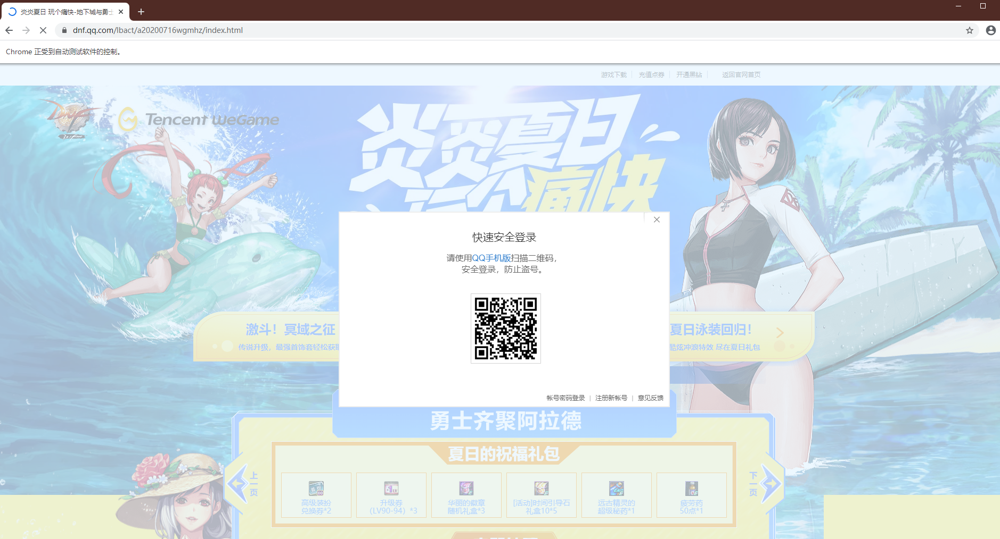 炎炎夏日 玩个痛快-地下城与勇士
dnf.qq.com/lbact/a20200716wgmhz/index.html
Chrome 正受到自动测试软件的控制。
游戏下载
充值点券
开通黑钻
返回官网首页
DNF
Tencent WeGame
炎炎夏日
痛快
快速安全登录
请使用QQ手机版扫描二维码，
安全登录，防止盗号。
激斗！冥域之征
传说升级，最强首饰套轻松获取
夏日泳装回归！
酷炫冲浪特效 尽在夏日礼包
帐号密码登录 | 注册新帐号 | 意见反馈
勇士齐聚阿拉德
夏日的祝福礼包
上一页
下一页
高级装扮
兑换券*2
升级券
（LV90-94）*3
华丽的徽章
随机礼盒*3
[活动]时间引导石
礼盒10*5
远古精灵的
超级秘药*1
疲劳药
50点*1